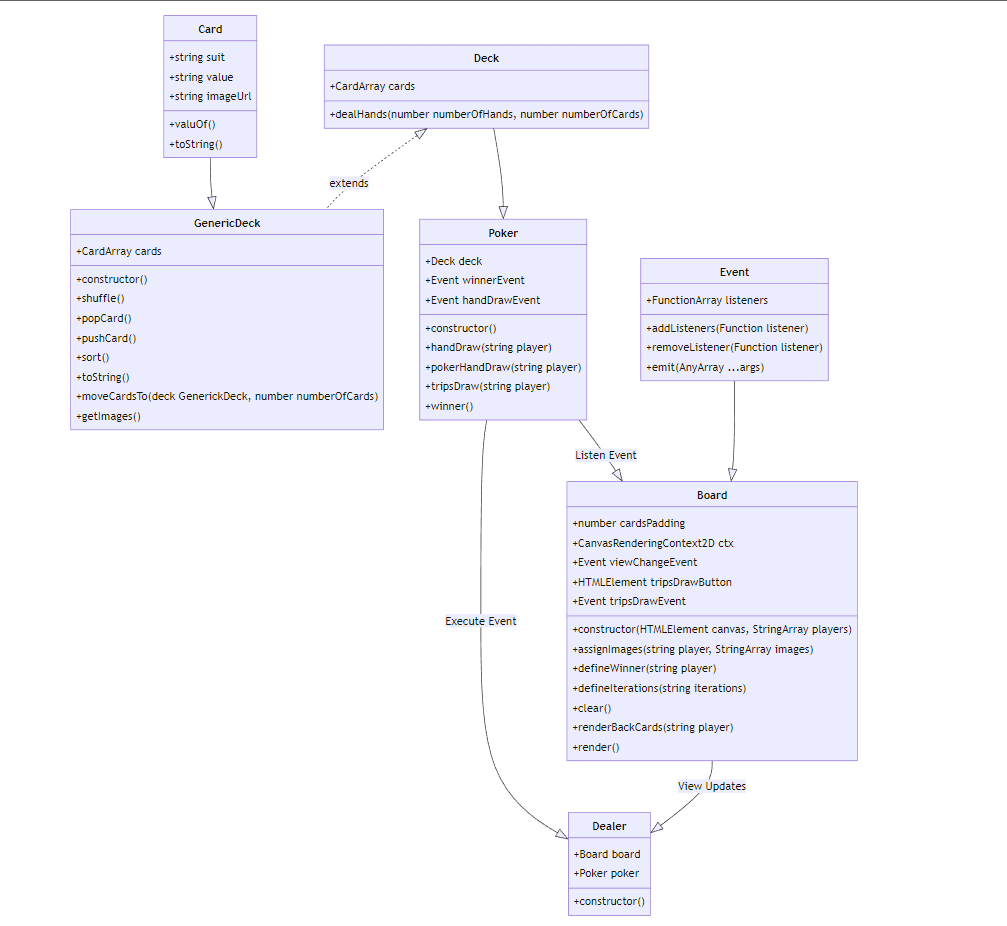 Card
+string suit
+string value
+string imageUrl
+valuOf()
+toString()
Deck
+CardArray cards
+dealHands(number numberOfHands, number numberOfCards)
extends
GenericDeck
+CardArray cards
+constructor()
+shuffle()
+popCard()
+pushCard()
+sort()
+toString()
+moveCardsTo(deck GenerickDeck, number numberOfCards)
+getImages()
Poker
+Deck deck
+Event winnerEvent
+Event handDrawEvent
+constructor()
+handDraw(string player)
+pokerHandDraw(string player)
+tripsDraw(string player)
+winner()
Event
+FunctionArray listeners
+addListeners(Function listener)
+removeListener(Function listener)
+emit(AnyArray ...args)
Listen Event
Board
+number cardsPadding
+CanvasRenderingContext2D ctx
+Event viewChangeEvent
+HTMLElement tripsDrawButton
+Event tripsDrawEvent
+constructor(HTMLElement canvas, StringArray players)
+assignImages(string player, StringArray images)
+defineWinner(string player)
+defineIterations(string iterations)
+clear()
+renderBackCards(string player)
+render()
Execute Event
View Updates
Dealer
+Board board
+Poker poker
+constructor()